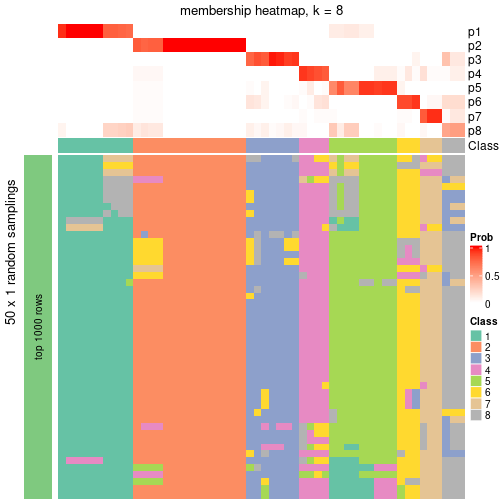 membership heatmap, k = 8
p1
p2
p3
p4
p5
p6
p7
p8
Class
50 x 1 random samplings
top 1000 rows
Prob
1
0.5
0
Class
1
2
3
4
5
6
7
8